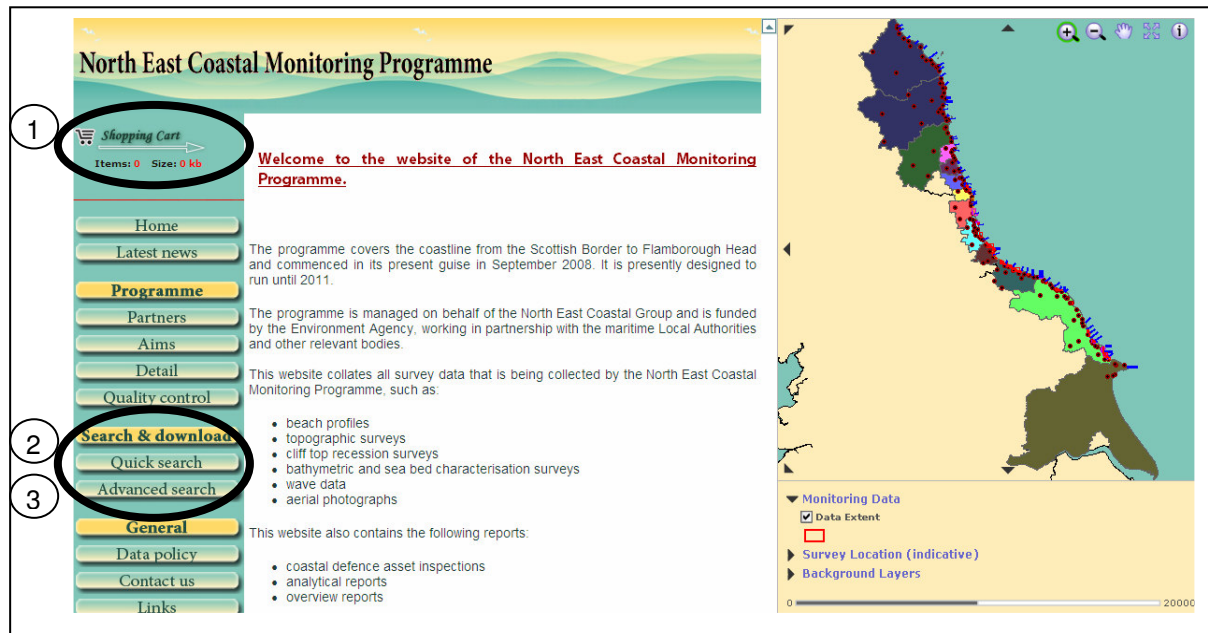 North East Coastal Monitoring Programme
1
Shopping Cart
Items: 0 Size: 0 kb
Home
Latest news
Programme
Partners
Aims
Detail
Quality control
2
Search & download
Quick search
3
Advanced search
General
Data policy
Contact us
Links
Welcome to the website of the North East Coastal Monitoring
Programme.
The programme covers the coastline from the Scottish Border to Flamborough Head
and commenced in its present guise in September 2008. It is presently designed to
run until 2011.
The programme is managed on behalf of the North East Coastal Group and is funded
by the Environment Agency, working in partnership with the maritime Local Authorities
and other relevant bodies.
This website collates all survey data that is being collected by the North East Coastal
Monitoring Programme, such as:
• beach profiles
• topographic surveys
• cliff top recession surveys
• bathymetric and sea bed characterisation surveys
• wave data
• aerial photographs
This website also contains the following reports:
• coastal defence asset inspections
• analytical reports
• overview reports
Monitoring Data
Data Extent
Survey Location (indicative)
Background Layers
0 20000